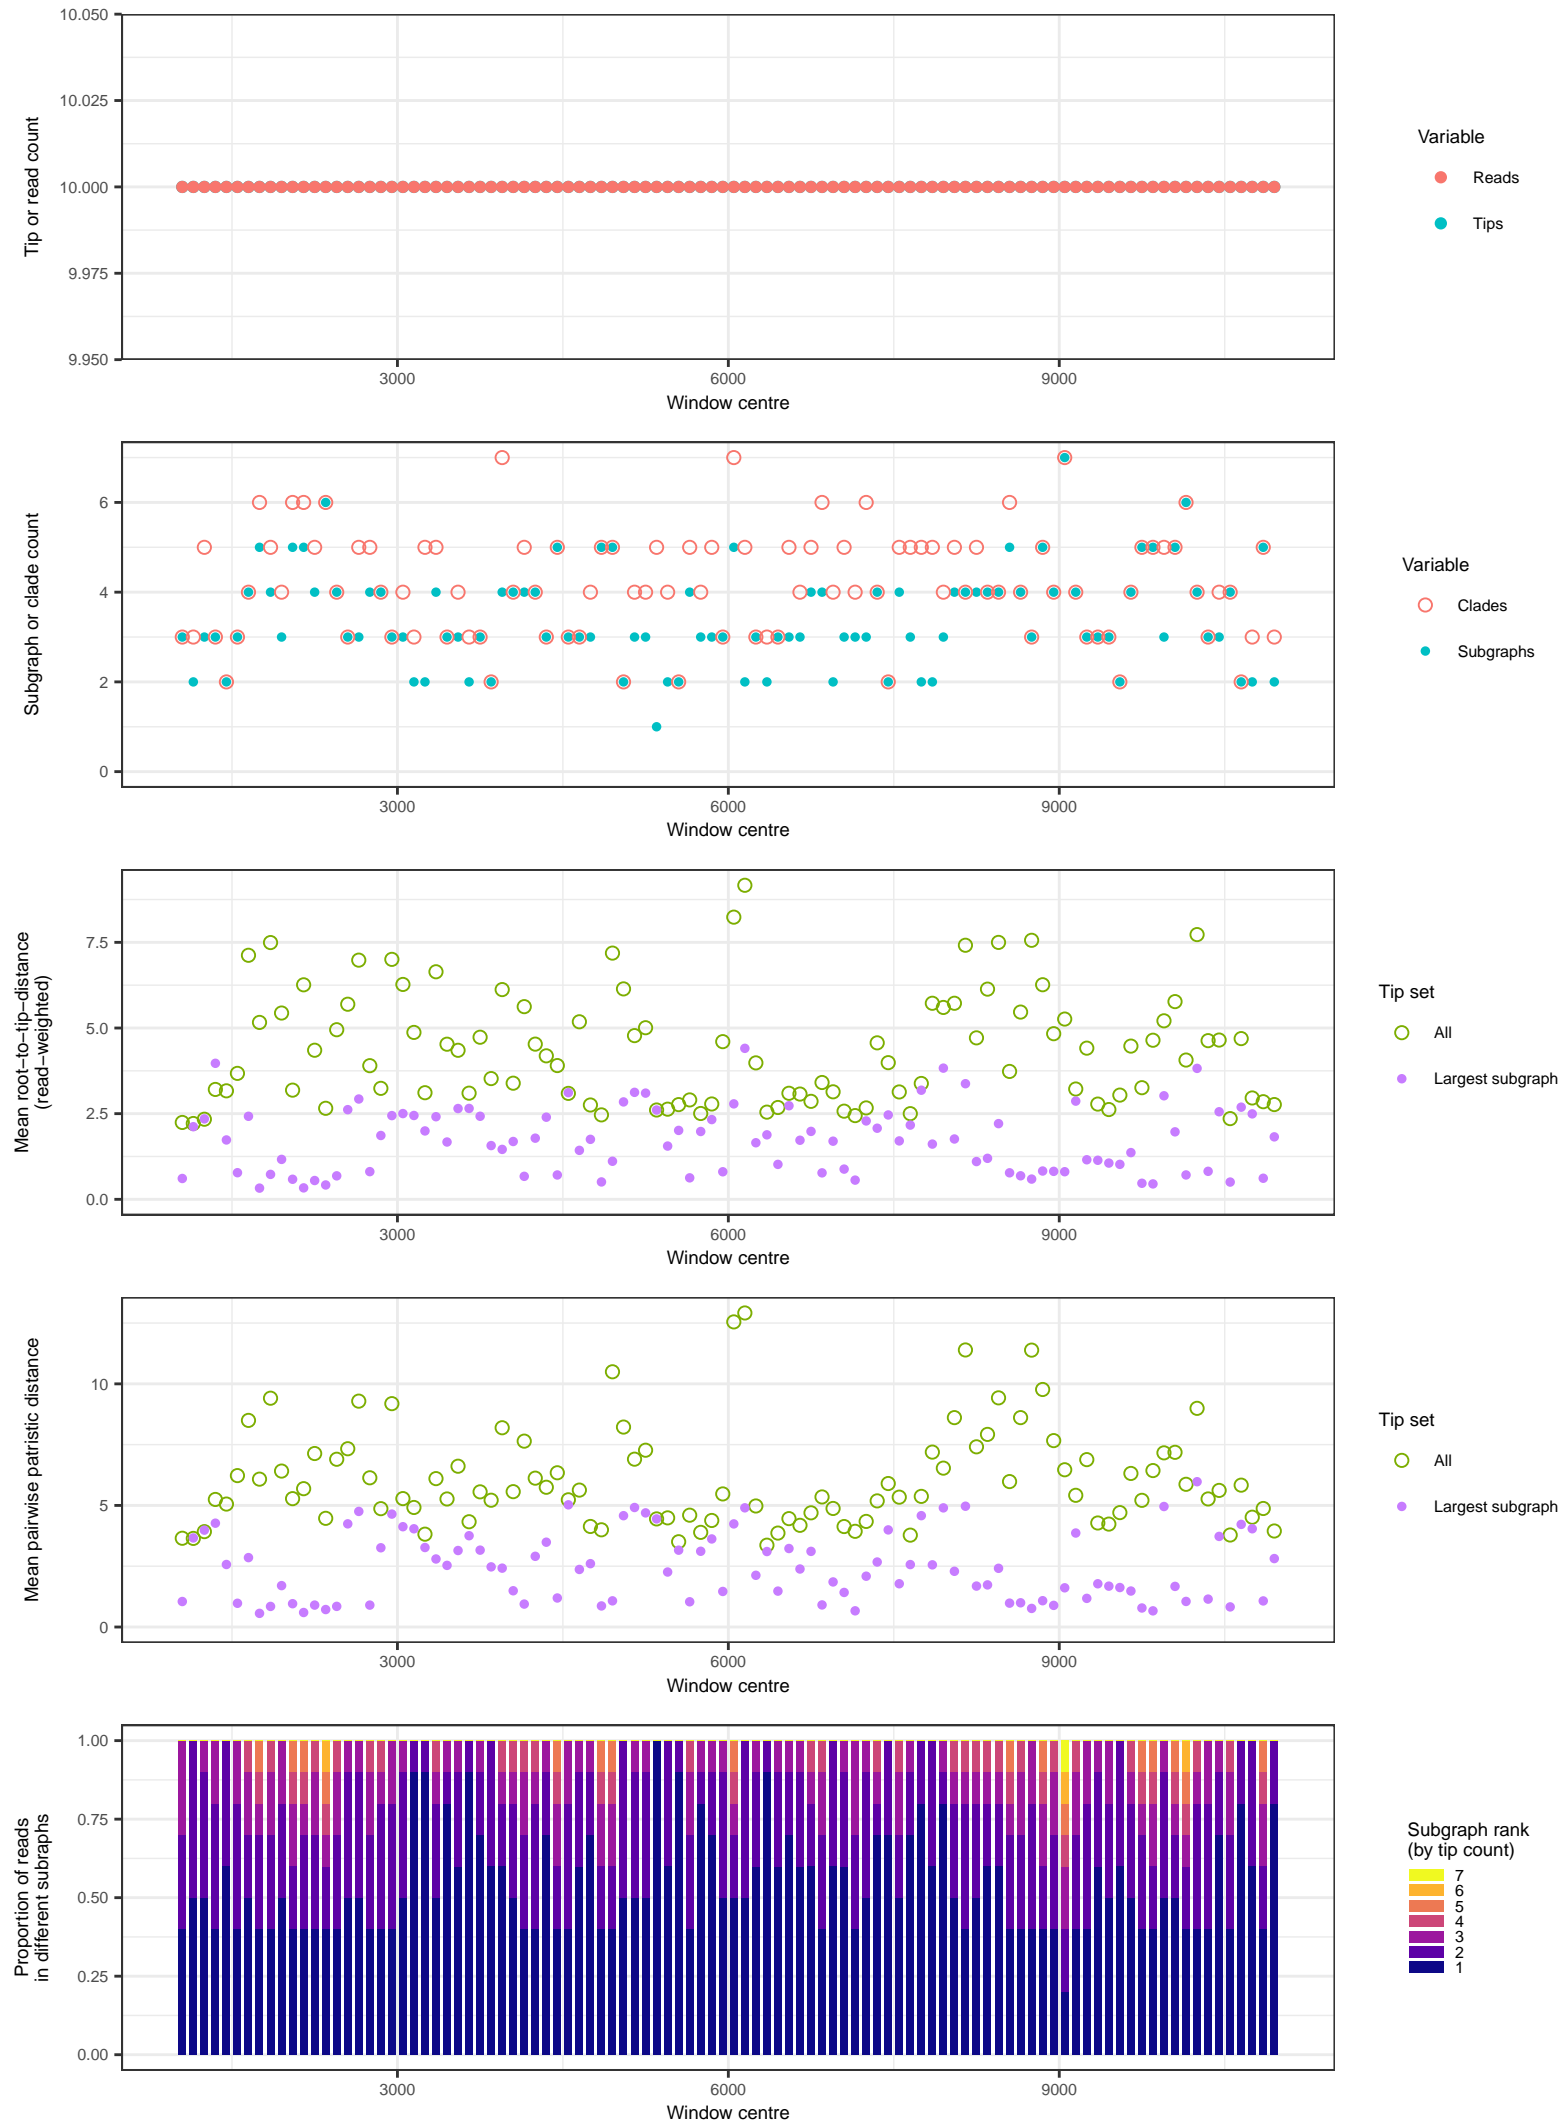 10.050
10.025
10.000
9.975
9.950
Tip or read count
3000 6000 9000
Window centre
Variable
Reads
Tips
6
4
2
0
Subgraph or clade count
3000 6000 9000
Window centre
Variable
Clades
Subgraphs
7.5
5.0
2.5
0.0
Mean root−to−tip−distance
(read−weighted)
3000 6000 9000
Window centre
Tip set
All
Largest subgraph
10
5
0
Mean pairwise patristic distance
3000 6000 9000
Window centre
Tip set
All
Largest subgraph
1.00
0.75
0.50
0.25
0.00
Proportion of reads
in different subraphs
3000 6000 9000
Window centre
Subgraph rank
(by tip count)
7
6
5
4
3
2
1